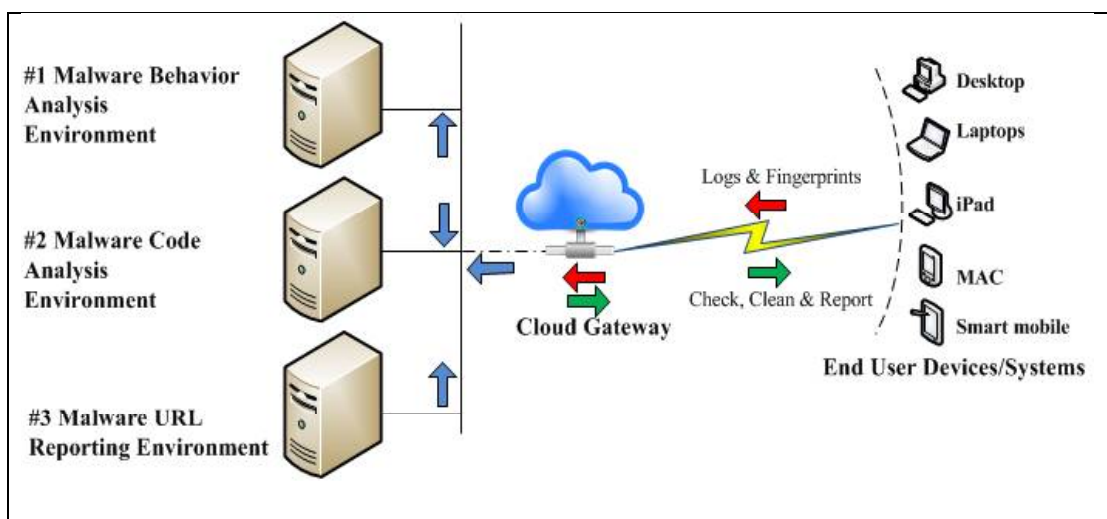 #1 Malware Behavior
Analysis
Environment
#2 Malware Code
Analysis
Environment
#3 Malware URL
Reporting Environment
Cloud Gateway
Logs & Fingerprints
Check, Clean & Report
Desktop
Laptops
iPad
MAC
Smart mobile
End User Devices/Systems